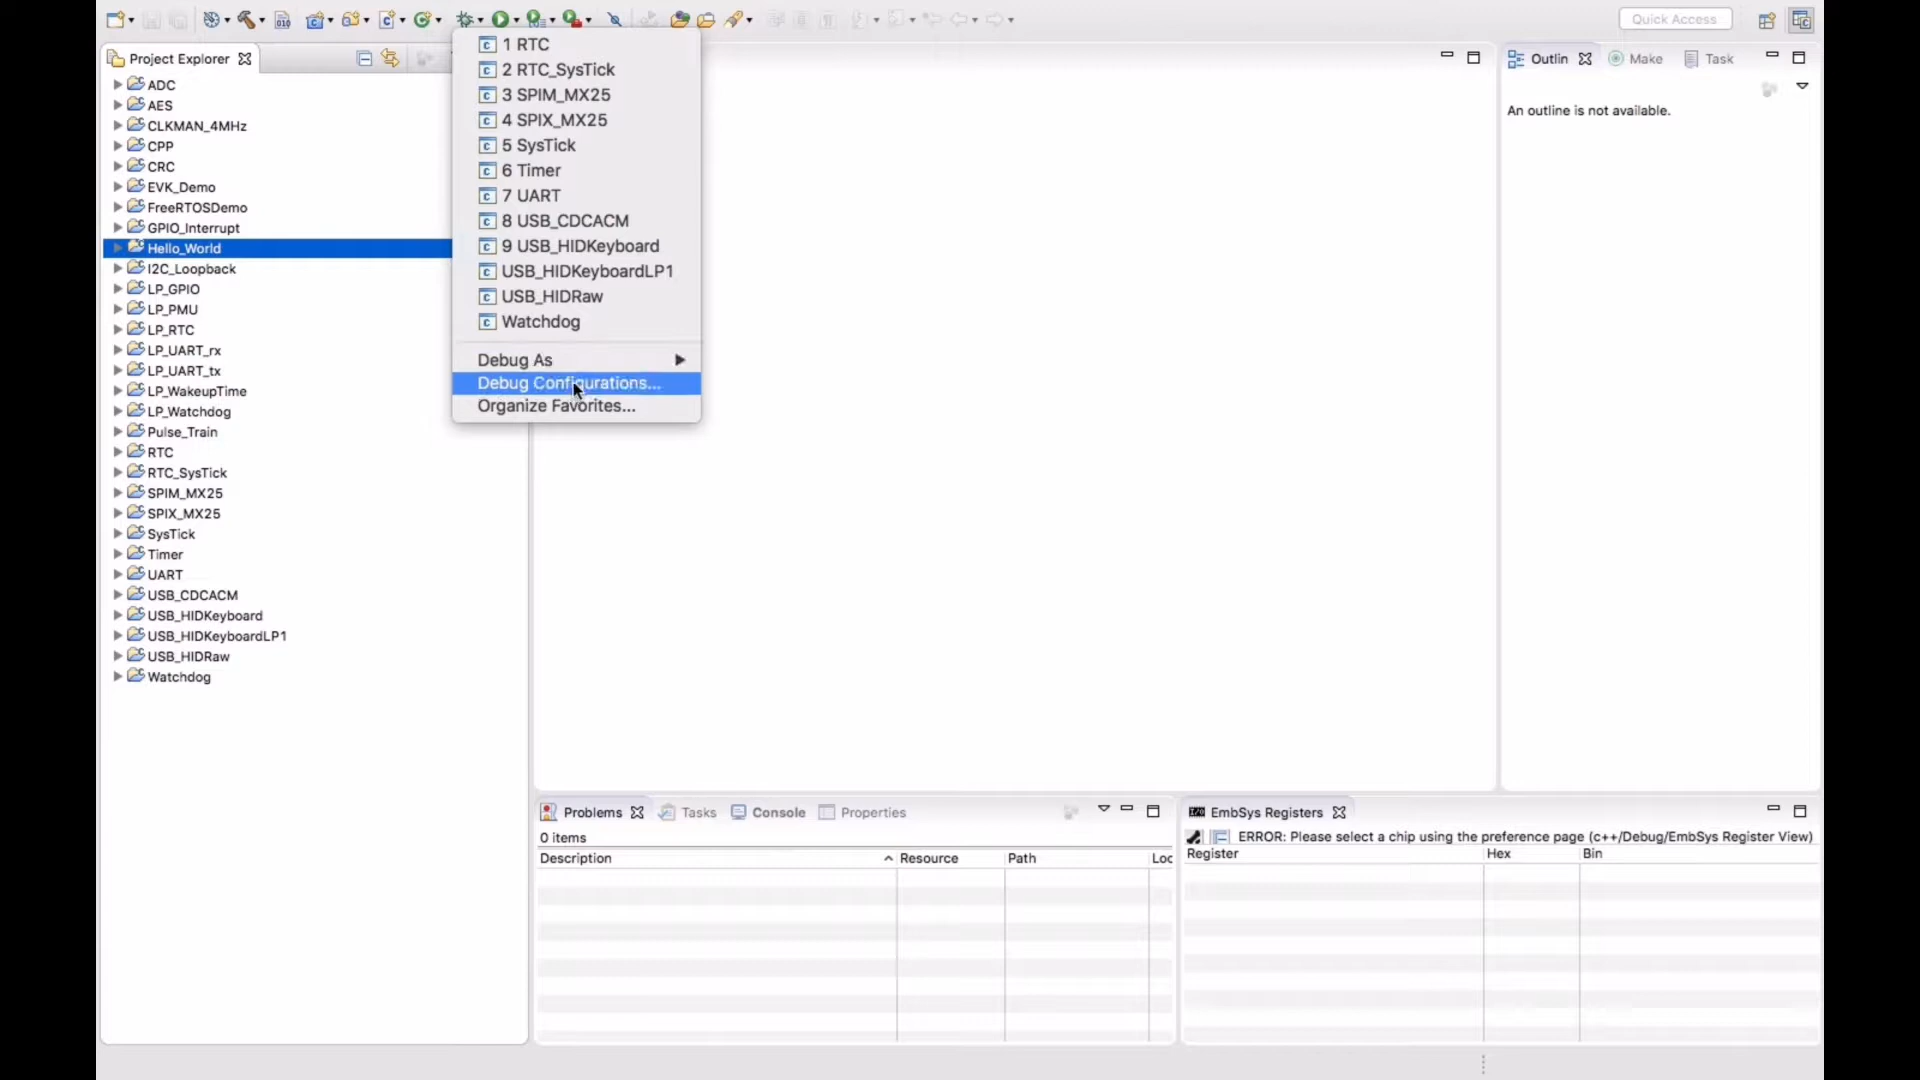 Quick Access
Project Explorer
ADC
AES
CLKMAN_4MHz
CPP
CRC
EVK_Demo
FreeRTOSDemo
GPIO_Interrupt
Hello_World
I2C_Loopback
LP_GPIO
LP_PMU
LP_RTC
LP_UART_rx
LP_UART_tx
LP_WakeupTime
LP_Watchdog
Pulse_Train
RTC
RTC_SysTick
SPIM_MX25
SPIX_MX25
SysTick
Timer
UART
USB_CDCACM
USB_HIDKeyboard
USB_HIDKeyboardLP1
USB_HIDRaw
Watchdog
1 RTC
2 RTC_SysTick
3 SPIM_MX25
4 SPIX_MX25
5 SysTick
6 Timer
7 UART
8 USB_CDCACM
9 USB_HIDKeyboard
USB_HIDKeyboardLP1
USB_HIDRaw
Watchdog
Debug As
Debug Configurations...
Organize Favorites...
Outlin Make Task
An outline is not available.
Problems Tasks Console Properties
0 items
Description Resource Path Loc
EmbSys Registers
ERROR: Please select a chip using the preference page (c++/Debug/EmbSys Register View)
Register Hex Bin